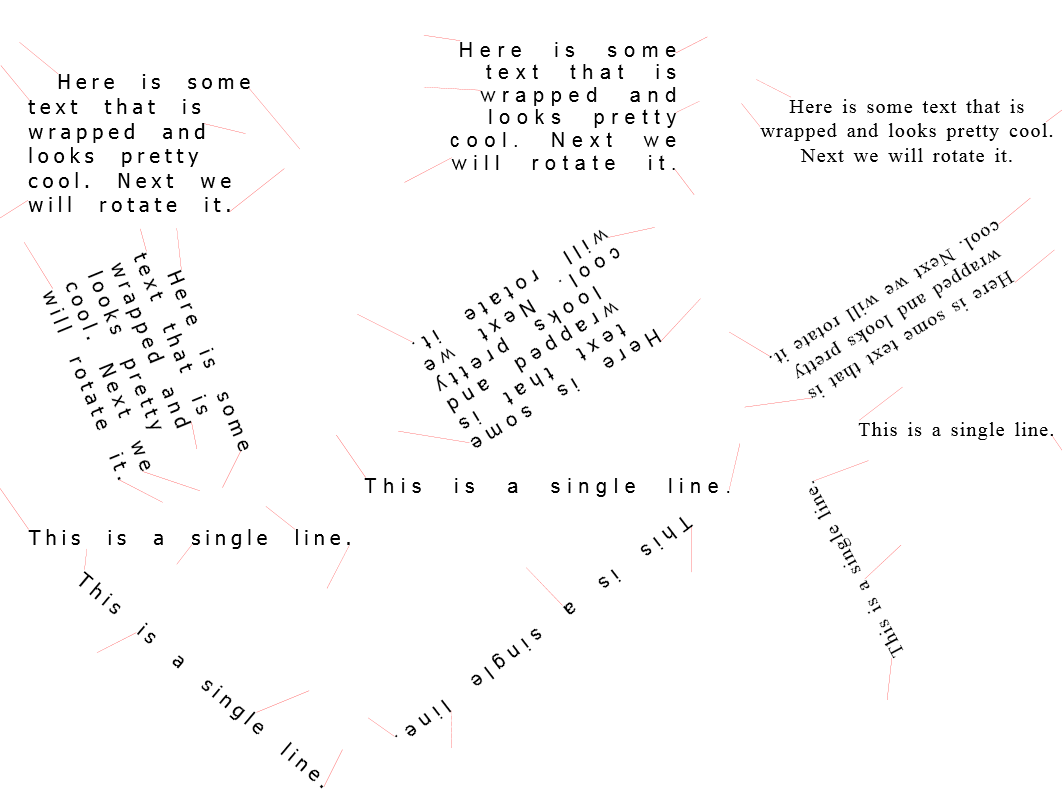 Here is some
text that is
wrapped and
looks pretty
cool. Next we
will rotate it.
Here is some
text that is
wrapped and
looks pretty
cool. Next we
will rotate it.
Here is some text that is
wrapped and looks pretty cool.
Next we will rotate it.
Here is some
text that is
wrapped and
looks pretty
cool. Next we
will rotate it.
Here is some
text that is
wrapped and
looks pretty
cool. Next we
will rotate it.
Here is some text that is
wrapped and looks pretty
cool. Next we will rotate it.
This is a single line.
This is a single line.
This is a single line.
This is a single line.
This is a single line.
This is a single line.